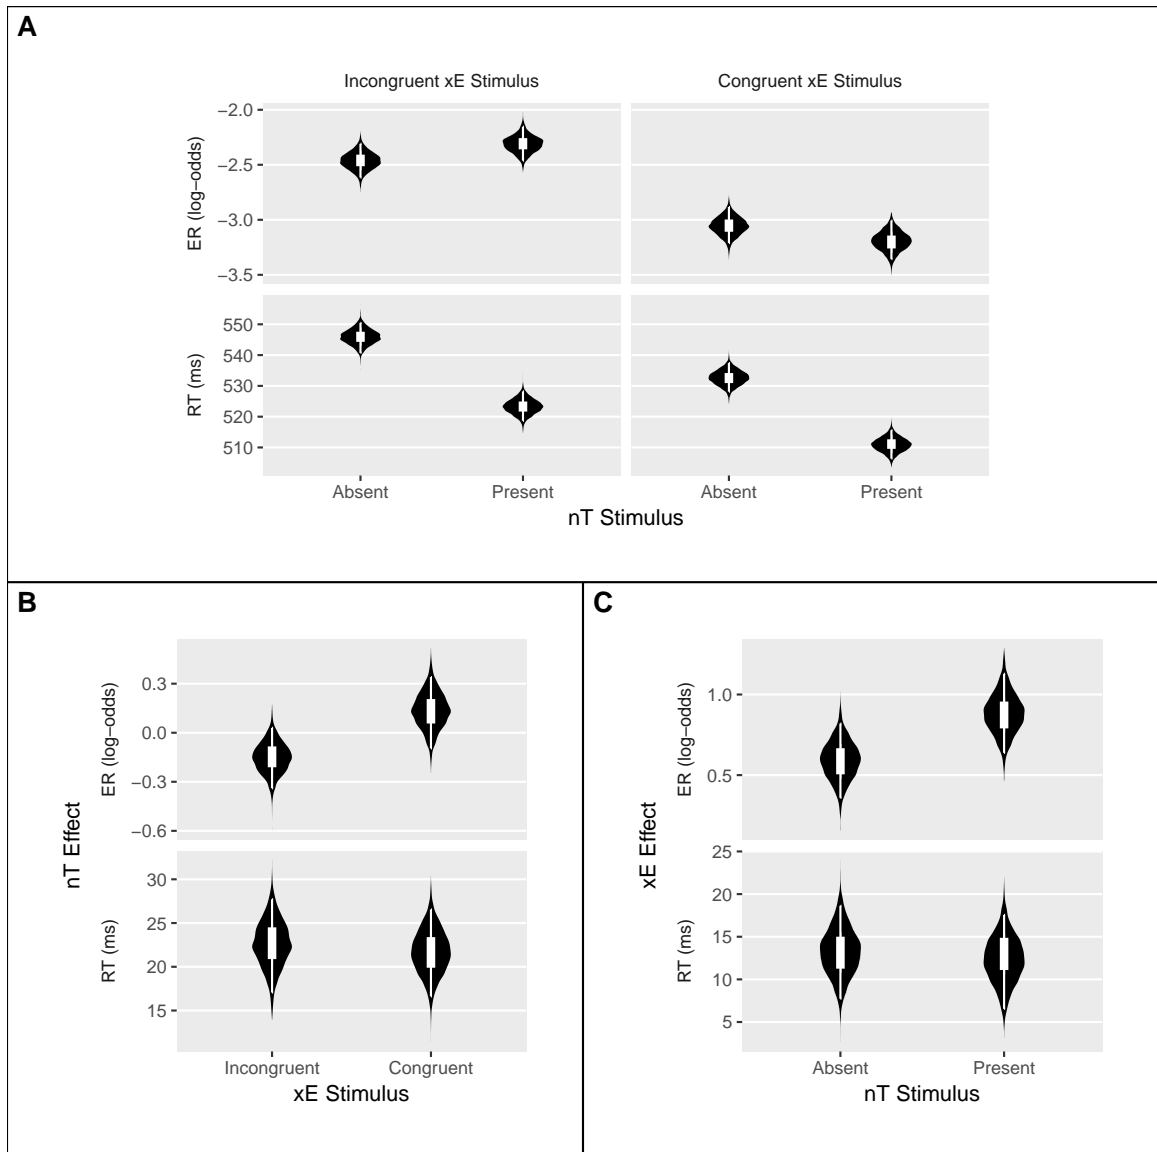 A
Incongruent xE Stimulus
Congruent xE Stimulus
ER (log−odds)
−2.0
−2.5
−3.0
−3.5
RT (ms)
550
540
530
520
510
Absent
Present
Absent
Present
nT Stimulus
B
nT Effect
ER (log−odds)
0.3
0.0
−0.3
−0.6
RT (ms)
30
25
20
15
Incongruent
Congruent
xE Stimulus
C
xE Effect
ER (log−odds)
1.0
0.5
RT (ms)
25
20
15
10
5
Absent
Present
nT Stimulus